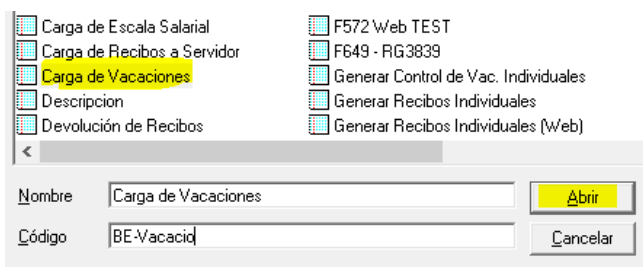 Carga de Escala Salarial
Carga de Recibos a Servidor
Carga de Vacaciones
Descripcion
Devolución de Recibos
F572 Web TEST
F649 - RG3839
Generar Control de Vac. Individuales
Generar Recibos Individuales
Generar Recibos Individuales (Web)
Nombre Carga de Vacaciones Abrir
Código BE-Vacacio Cancelar